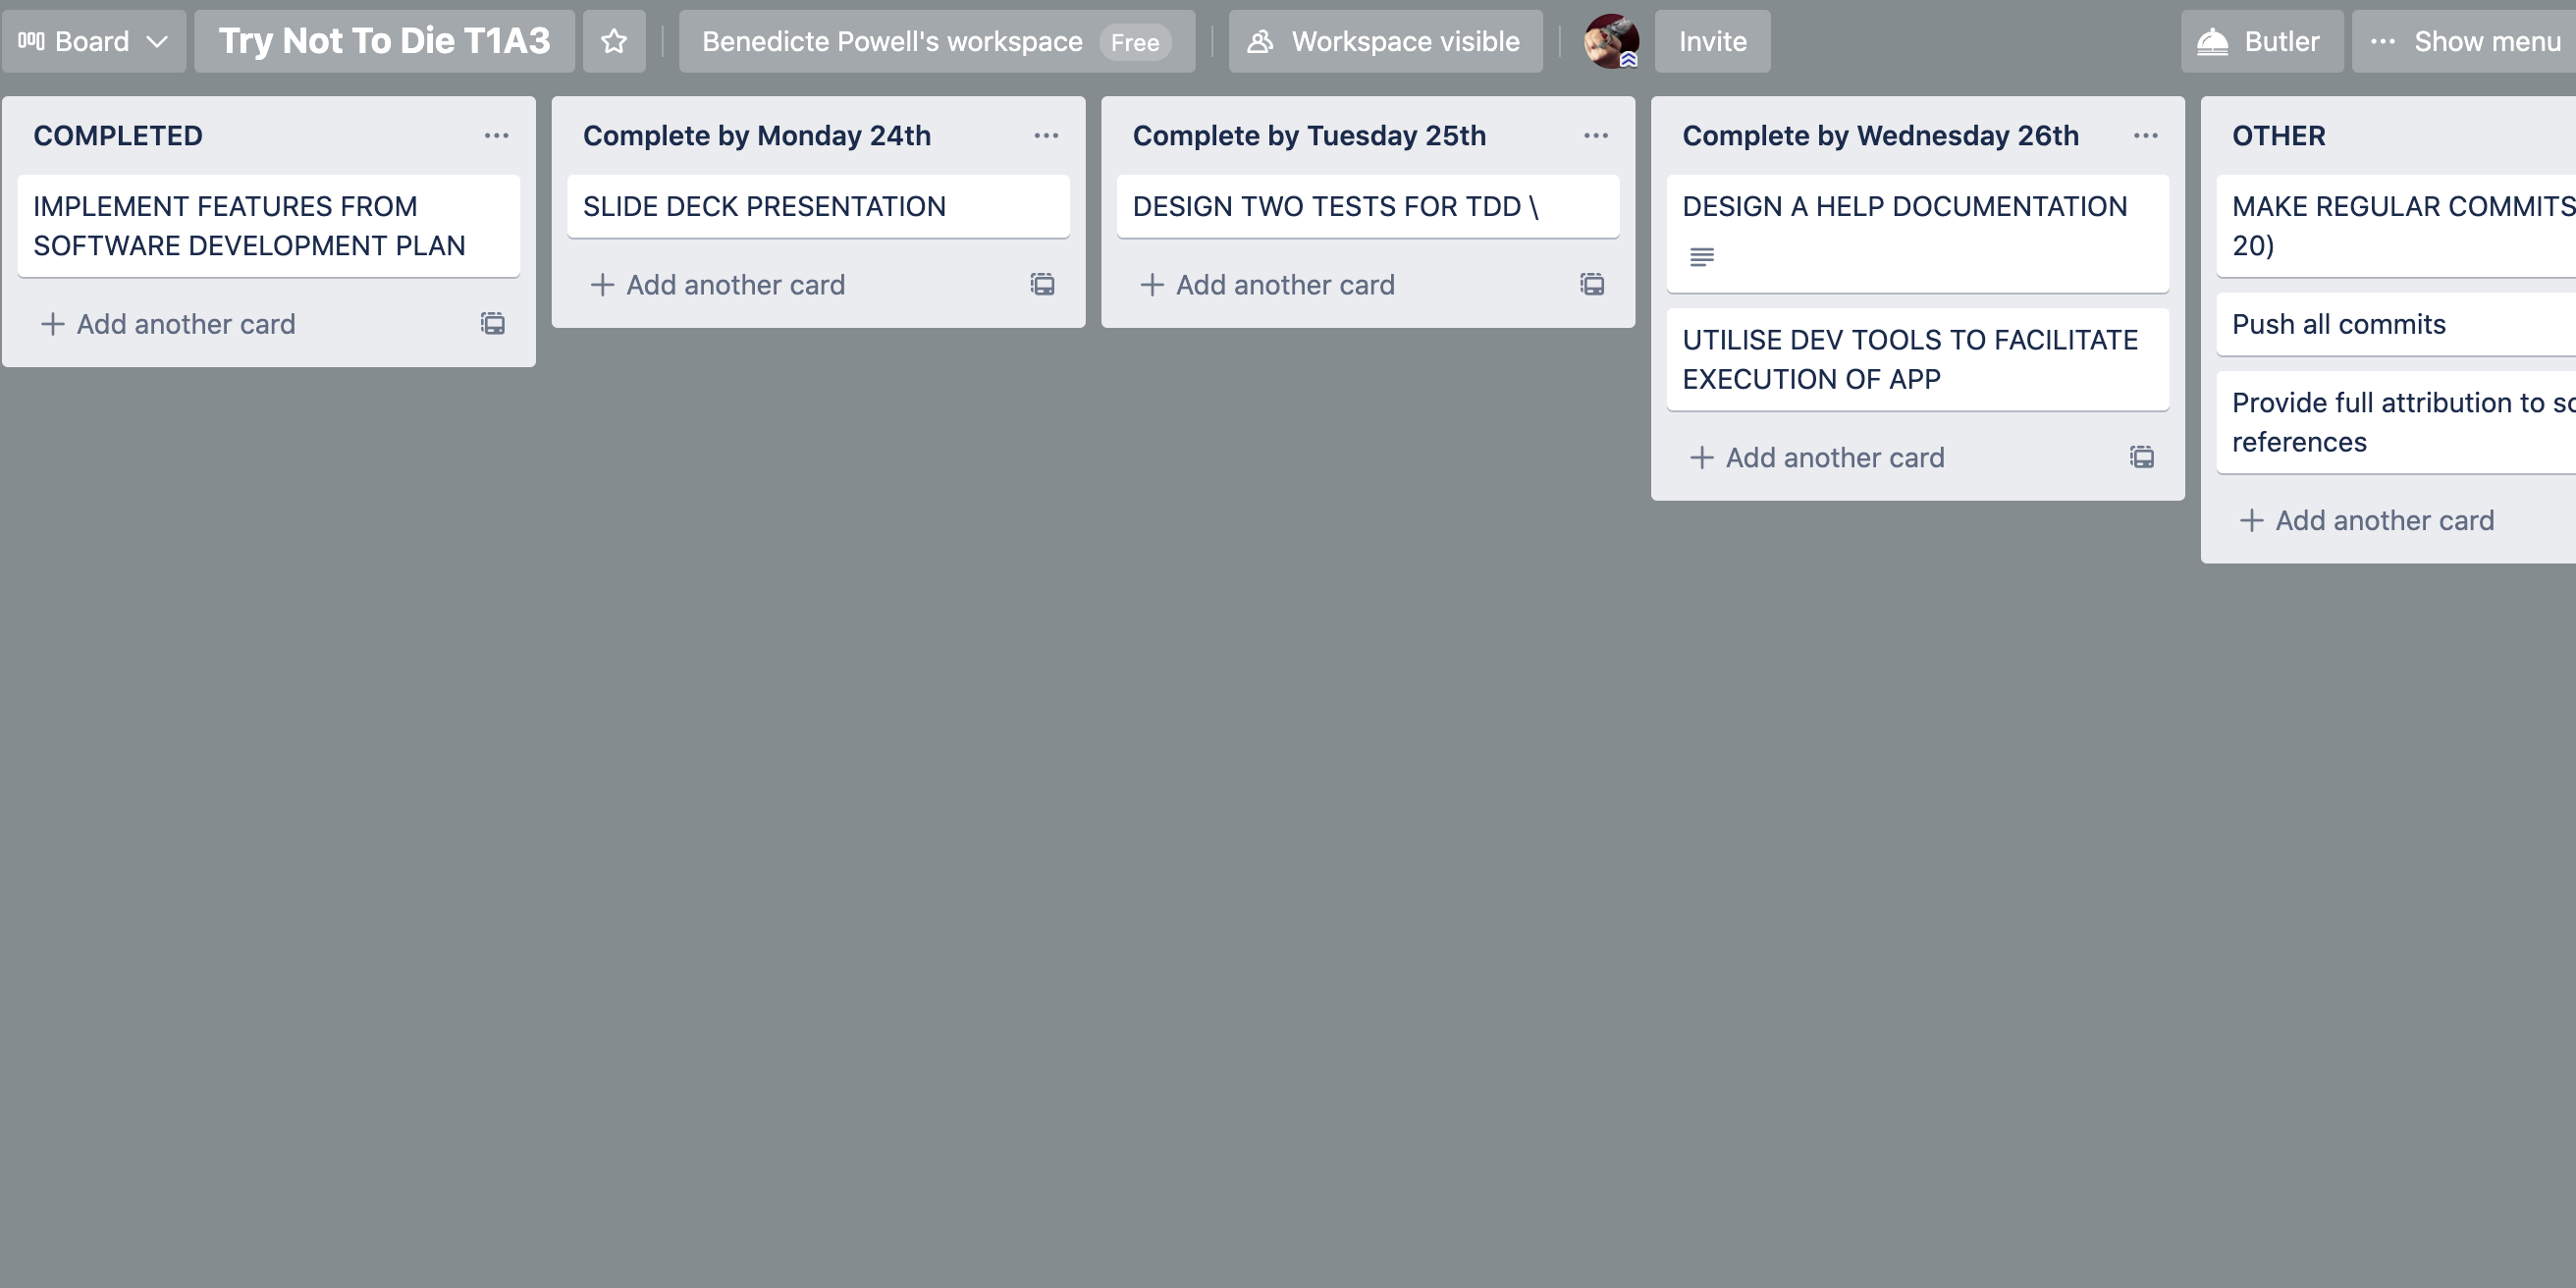 Board
Try Not To Die T1A3
Benedicte Powell's workspace Free
Workspace visible
Invite
Butler
Show menu
COMPLETED
IMPLEMENT FEATURES FROM
SOFTWARE DEVELOPMENT PLAN
Add another card
Complete by Monday 24th
SLIDE DECK PRESENTATION
Add another card
Complete by Tuesday 25th
DESIGN TWO TESTS FOR TDD \
Add another card
Complete by Wednesday 26th
DESIGN A HELP DOCUMENTATION
UTILISE DEV TOOLS TO FACILITATE
EXECUTION OF APP
Add another card
OTHER
MAKE REGULAR COMMITS
20)
Push all commits
Provide full attribution to
references
Add another card